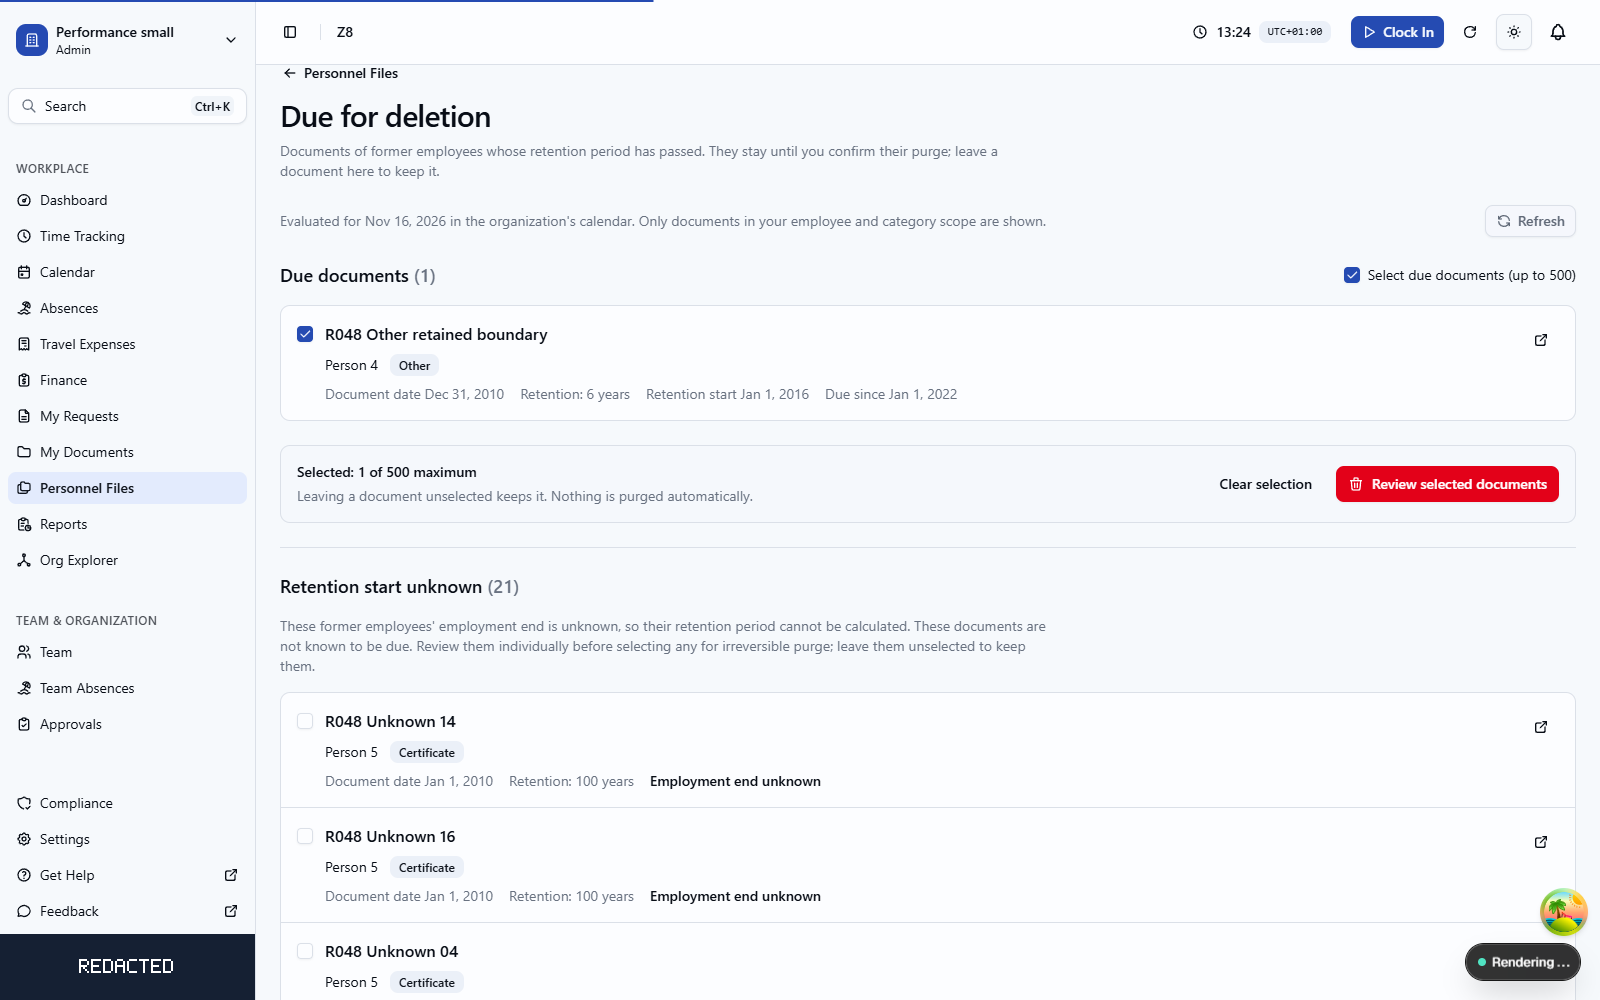 Performance small
Admin
Search
Ctrl+K
WORKPLACE
Dashboard
Time Tracking
Calendar
Absences
Travel Expenses
Finance
My Requests
My Documents
Personnel Files
Reports
Org Explorer
TEAM & ORGANIZATION
Team
Team Absences
Approvals
Compliance
Settings
Get Help
Feedback
REDACTED
Z8
13:24
UTC+01:00
Clock In
Personnel Files
Due for deletion
Documents of former employees whose retention period has passed. They stay until you confirm their purge; leave a
document here to keep it.
Evaluated for Nov 16, 2026 in the organization's calendar. Only documents in your employee and category scope are shown.
Refresh
Due documents (1)
Select due documents (up to 500)
R048 Other retained boundary
Person 4
Other
Document date Dec 31, 2010
Retention: 6 years
Retention start Jan 1, 2016
Due since Jan 1, 2022
Selected: 1 of 500 maximum
Leaving a document unselected keeps it. Nothing is purged automatically.
Clear selection
Review selected documents
Retention start unknown (21)
These former employees' employment end is unknown, so their retention period cannot be calculated. These documents are
not known to be due. Review them individually before selecting any for irreversible purge; leave them unselected to keep
them.
R048 Unknown 14
Person 5
Certificate
Document date Jan 1, 2010
Retention: 100 years
Employment end unknown
R048 Unknown 16
Person 5
Certificate
Document date Jan 1, 2010
Retention: 100 years
Employment end unknown
R048 Unknown 04
Person 5
Certificate
Rendering ...